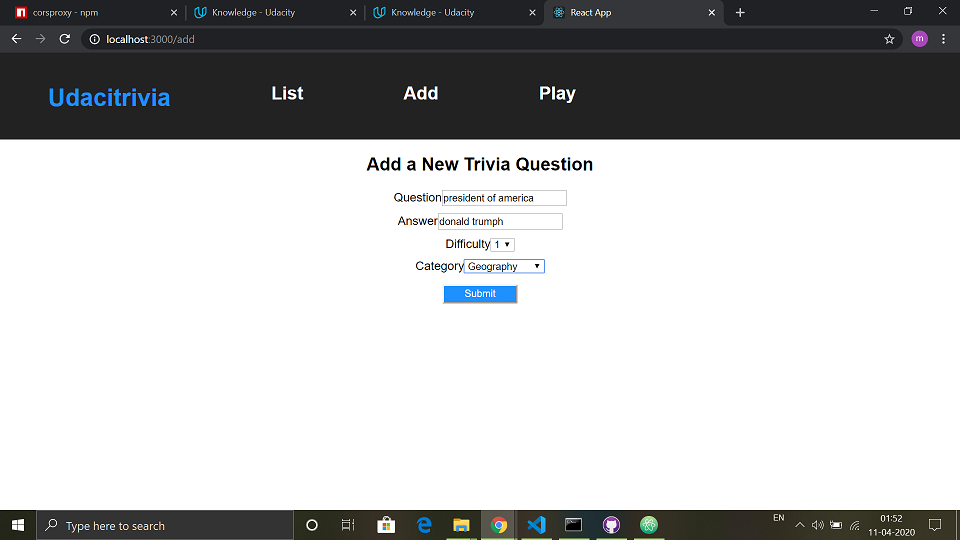 corsproxy - npm
Knowledge - Udacity
Knowledge - Udacity
React App
localhost:3000/add
m
Udacitrivia
List
Add
Play
Add a New Trivia Question
Question president of america
Answer donald trumph
Difficulty 1
Category Geography
Submit
Type here to search
EN
01:52
11-04-2020